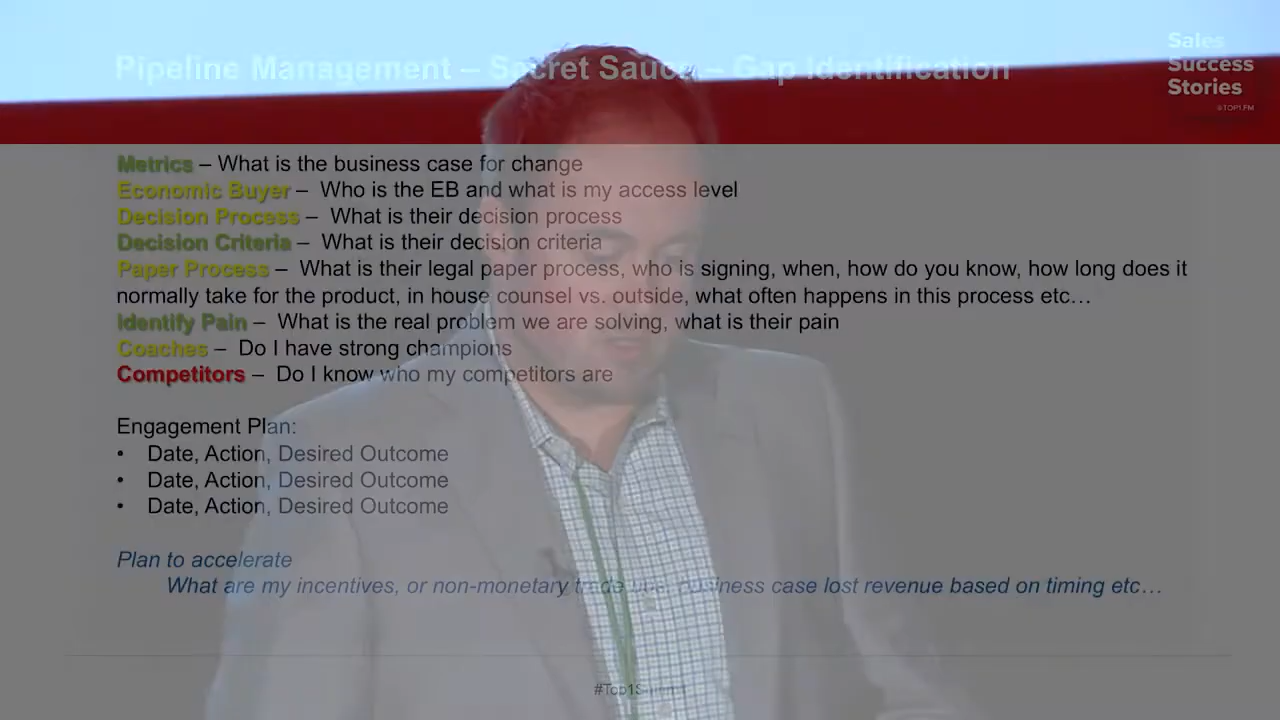 Pipeline Management – Secret Sauce – Gap Identification
Sales
Success
Stories
@TOP1.FM
Metrics – What is the business case for change
Economic Buyer – Who is the EB and what is my access level
Decision Process – What is their decision process
Decision Criteria – What is their decision criteria
Paper Process – What is their legal paper process, who is signing, when, how do you know, how long does it
normally take for the product, in house counsel vs. outside, what often happens in this process etc…
Identify Pain – What is the real problem we are solving, what is their pain
Coaches – Do I have strong champions
Competitors – Do I know who my competitors are
Engagement Plan:
• Date, Action, Desired Outcome
• Date, Action, Desired Outcome
• Date, Action, Desired Outcome
Plan to accelerate
What are my incentives, or non-monetary trade business case lost revenue based on timing etc…